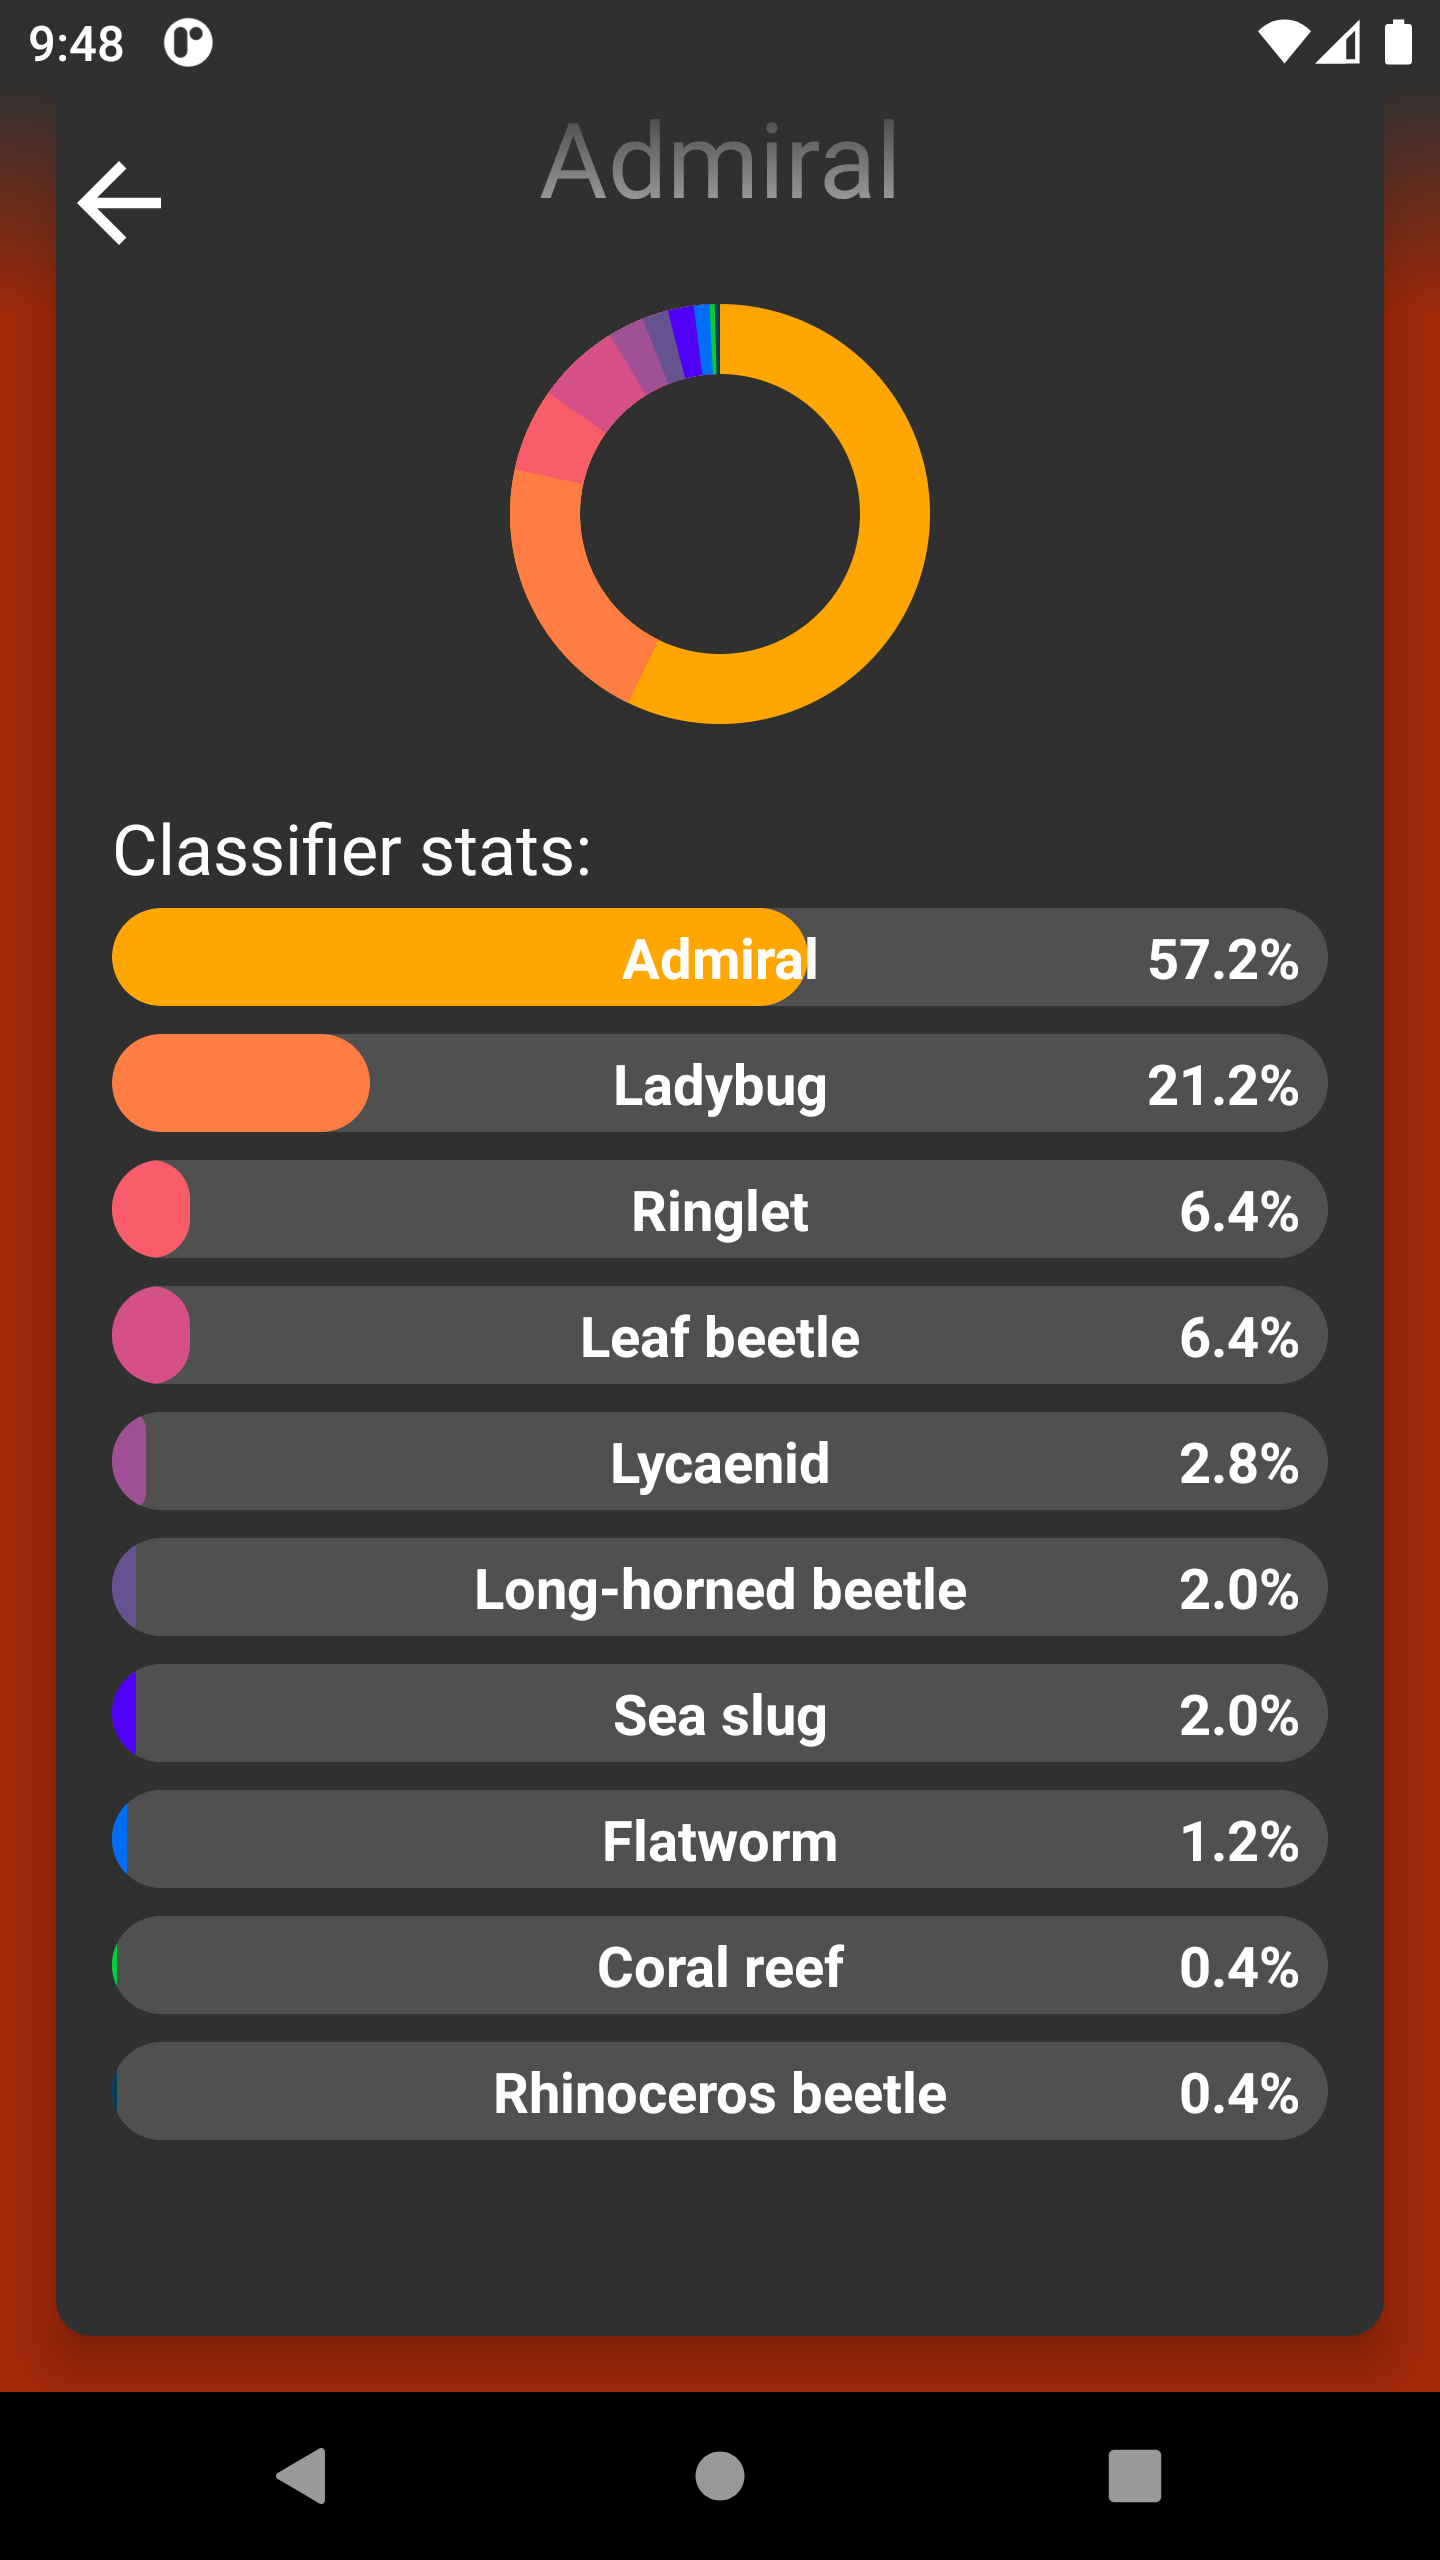 9:48
Admiral
Classifier stats:
Admiral 57.2%
Ladybug 21.2%
Ringlet 6.4%
Leaf beetle 6.4%
Lycaenid 2.8%
Long-horned beetle 2.0%
Sea slug 2.0%
Flatworm 1.2%
Coral reef 0.4%
Rhinoceros beetle 0.4%